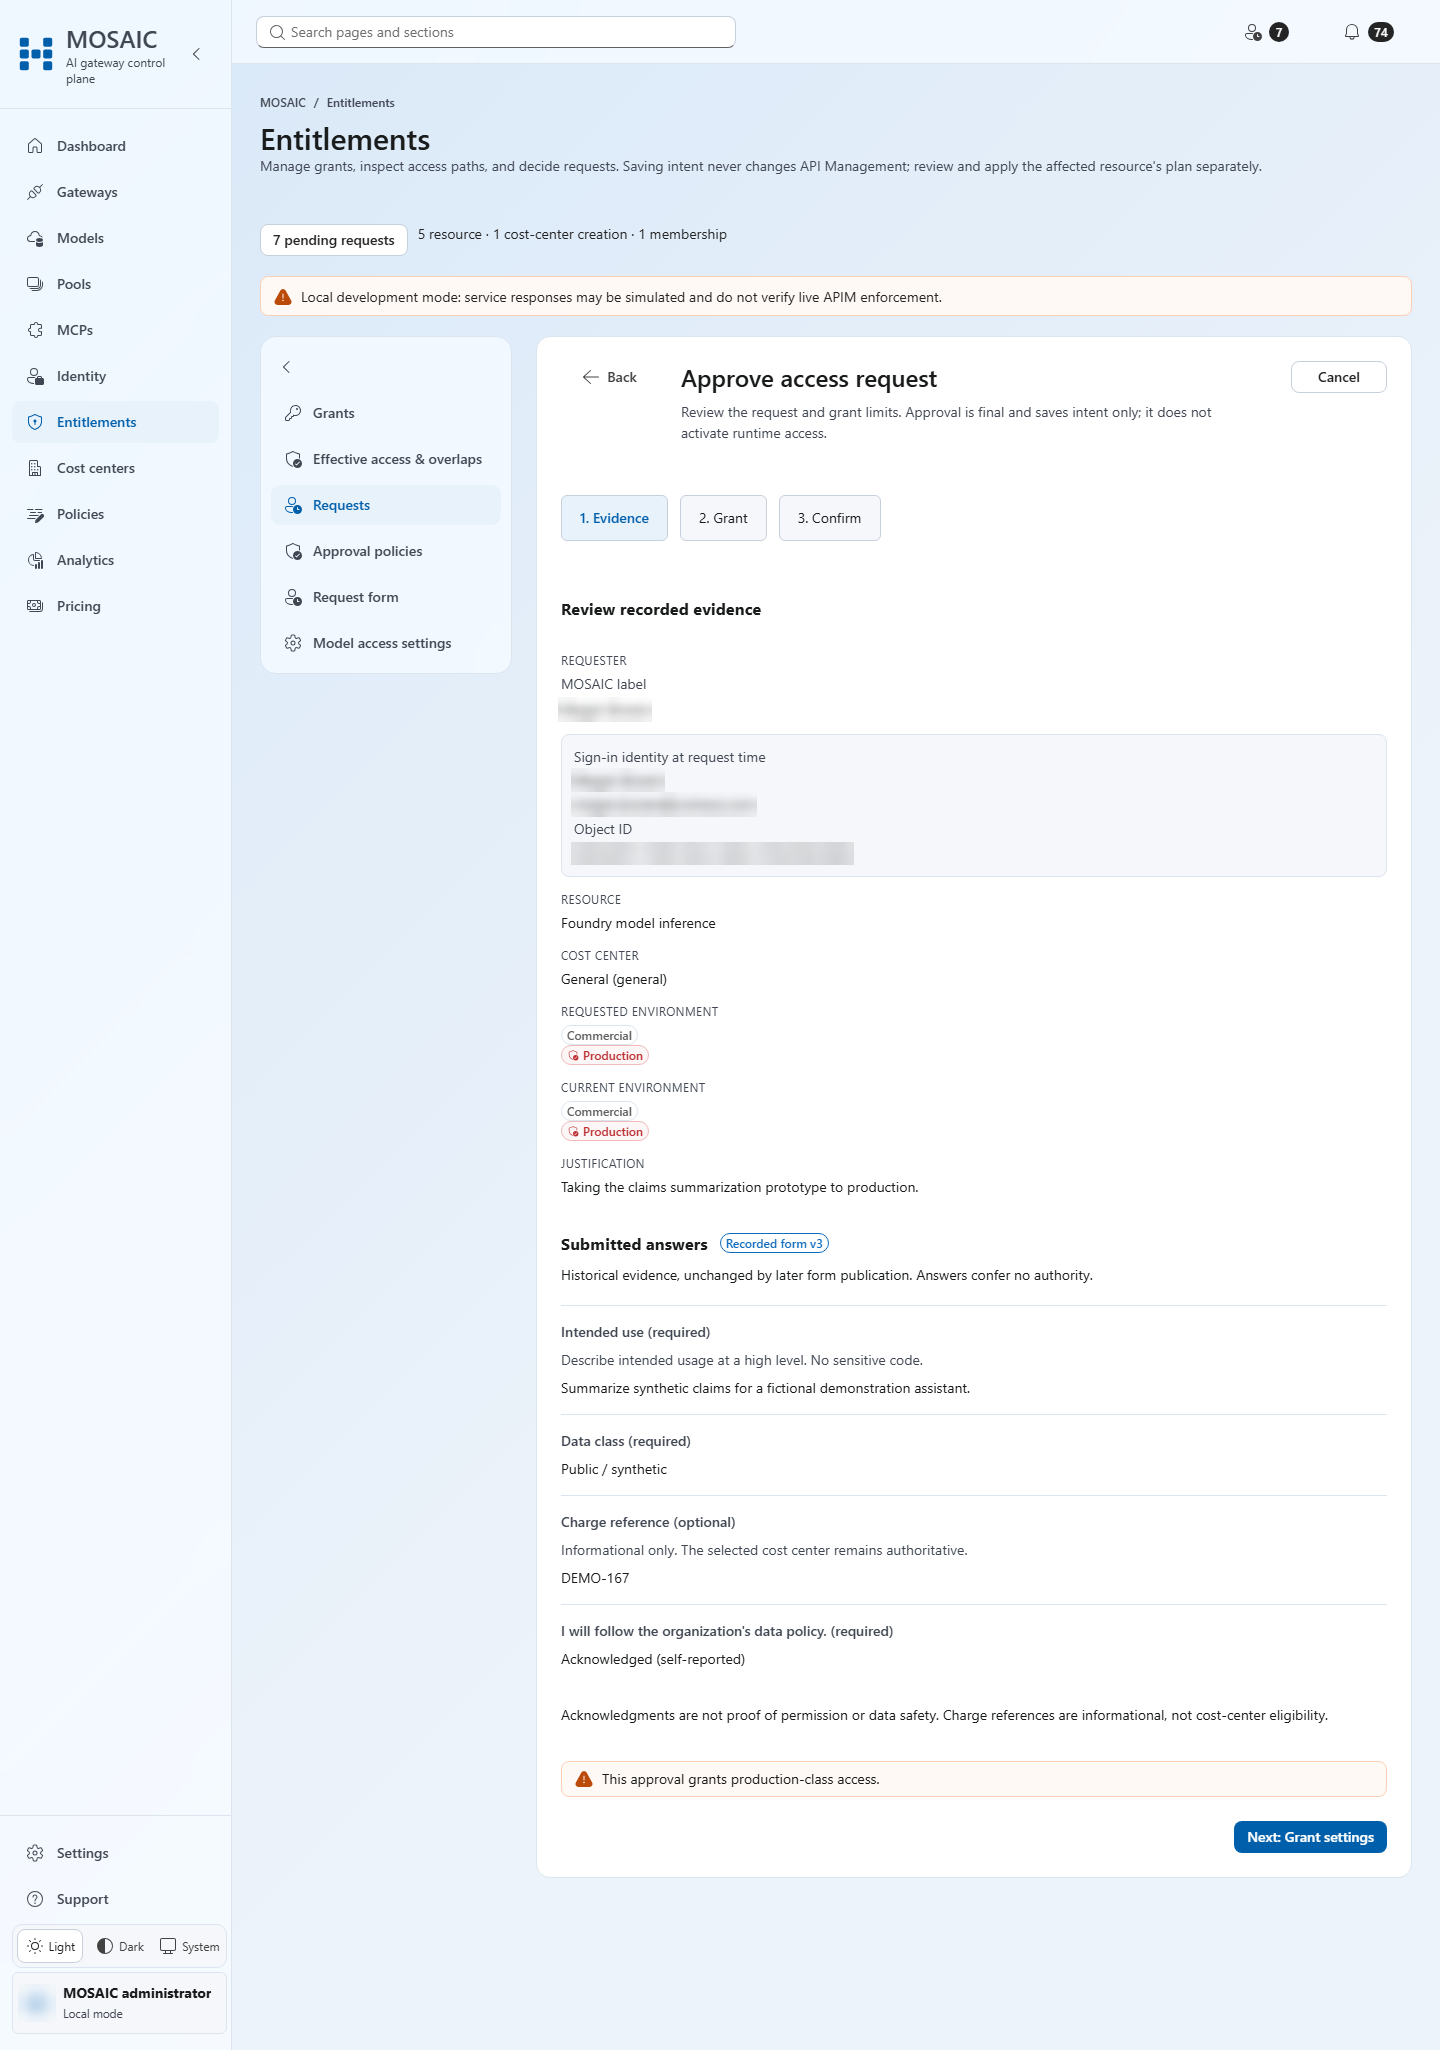 MOSAIC
AI gateway control
plane
Search pages and sections
7
74
Dashboard
Gateways
Models
Pools
MCPs
Identity
Entitlements
Cost centers
Policies
Analytics
Pricing
MOSAIC / Entitlements
Entitlements
Manage grants, inspect access paths, and decide requests. Saving intent never changes API Management; review and apply the affected resource's plan separately.
7 pending requests
5 resource · 1 cost-center creation · 1 membership
Local development mode: service responses may be simulated and do not verify live APIM enforcement.
Grants
Effective access & overlaps
Requests
Approval policies
Request form
Model access settings
Back
Approve access request
Cancel
Review the request and grant limits. Approval is final and saves intent only; it does not
activate runtime access.
1. Evidence
2. Grant
3. Confirm
Review recorded evidence
REQUESTER
MOSAIC label
Sign-in identity at request time
Object ID
RESOURCE
Foundry model inference
COST CENTER
General (general)
REQUESTED ENVIRONMENT
Commercial
Production
CURRENT ENVIRONMENT
Commercial
Production
JUSTIFICATION
Taking the claims summarization prototype to production.
Submitted answers
Recorded form v3
Historical evidence, unchanged by later form publication. Answers confer no authority.
Intended use (required)
Describe intended usage at a high level. No sensitive code.
Summarize synthetic claims for a fictional demonstration assistant.
Data class (required)
Public / synthetic
Charge reference (optional)
Informational only. The selected cost center remains authoritative.
DEMO-167
I will follow the organization's data policy. (required)
Acknowledged (self-reported)
Acknowledgments are not proof of permission or data safety. Charge references are informational, not cost-center eligibility.
This approval grants production-class access.
Next: Grant settings
Settings
Support
Light
Dark
System
MOSAIC administrator
Local mode